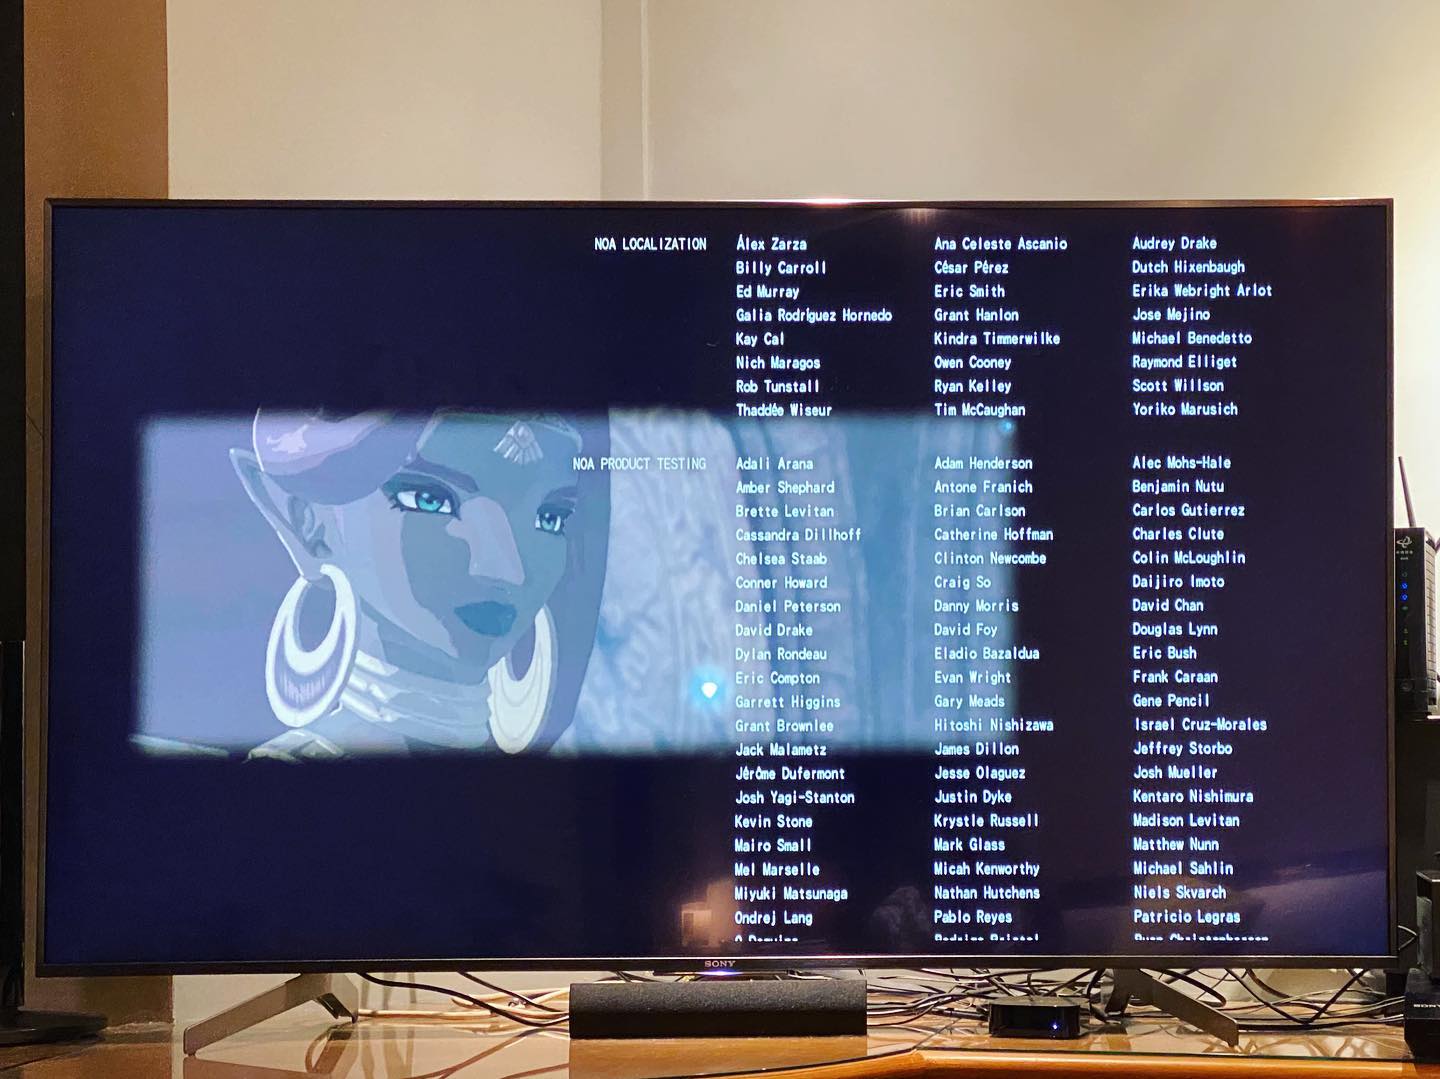 NOA LOCALIZATION Álex Zarza Ana Celeste Ascanio Audrey Drake
Billy Carroll César Pérez Dutch Hixenbaugh
Ed Murray Eric Smith Erika Webright Arlot
Galia Rodríguez Hornedo Grant Hanlon Jose Mejino
Kay Cal Kindra Timmerwilke Michael Benedetto
Nich Maragos Owen Cooney Raymond Elliget
Rob Tunstall Ryan Kelley Scott Willson
Thaddée Wiseur Tim McCaughan Yoriko Marusich
NOA PRODUCT TESTING Adali Arana Adam Henderson Alec Mohs-Hale
Amber Shephard Antone Franich Benjamin Nutu
Brette Levitan Brian Carlson Carlos Gutierrez
Cassandra Dillhoff Catherine Hoffman Charles Clute
Chelsea Staab Clinton Newcombe Colin McLoughlin
Conner Howard Craig So Daijiro Imoto
Daniel Peterson Danny Morris David Chan
David Drake David Foy Douglas Lynn
Dylan Rondeau Eladio Bazaldua Eric Bush
Eric Compton Evan Wright Frank Caraan
Garrett Higgins Gary Meads Gene Pencil
Grant Brownlee Hitoshi Nishizawa Israel Cruz-Morales
Jack Malametz James Dillon Jeffrey Storbo
Jérôme Dufermont Jesse Olaguez Josh Mueller
Josh Yagi-Stanton Justin Dyke Kentaro Nishimura
Kevin Stone Krystle Russell Madison Levitan
Mairo Small Mark Glass Matthew Nunn
Mel Marselle Micah Kenworthy Michael Sahlin
Miyuki Matsunaga Nathan Hutchens Niels Skvarch
Ondrej Lang Pablo Reyes Patricio Legras
SONY
SONY